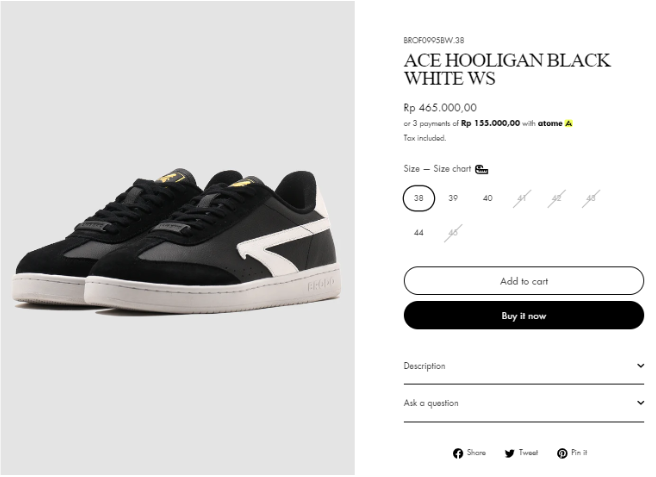 BROF0995BW.38
ACE HOOLIGAN BLACK
WHITE WS
Rp 465.000,00
or 3 payments of Rp 155.000,00 with atome
Tax included.
Size — Size chart
38 39 40 41 42 43
44 45
Add to cart
Buy it now
Description
Ask a question
Share Tweet Pin it